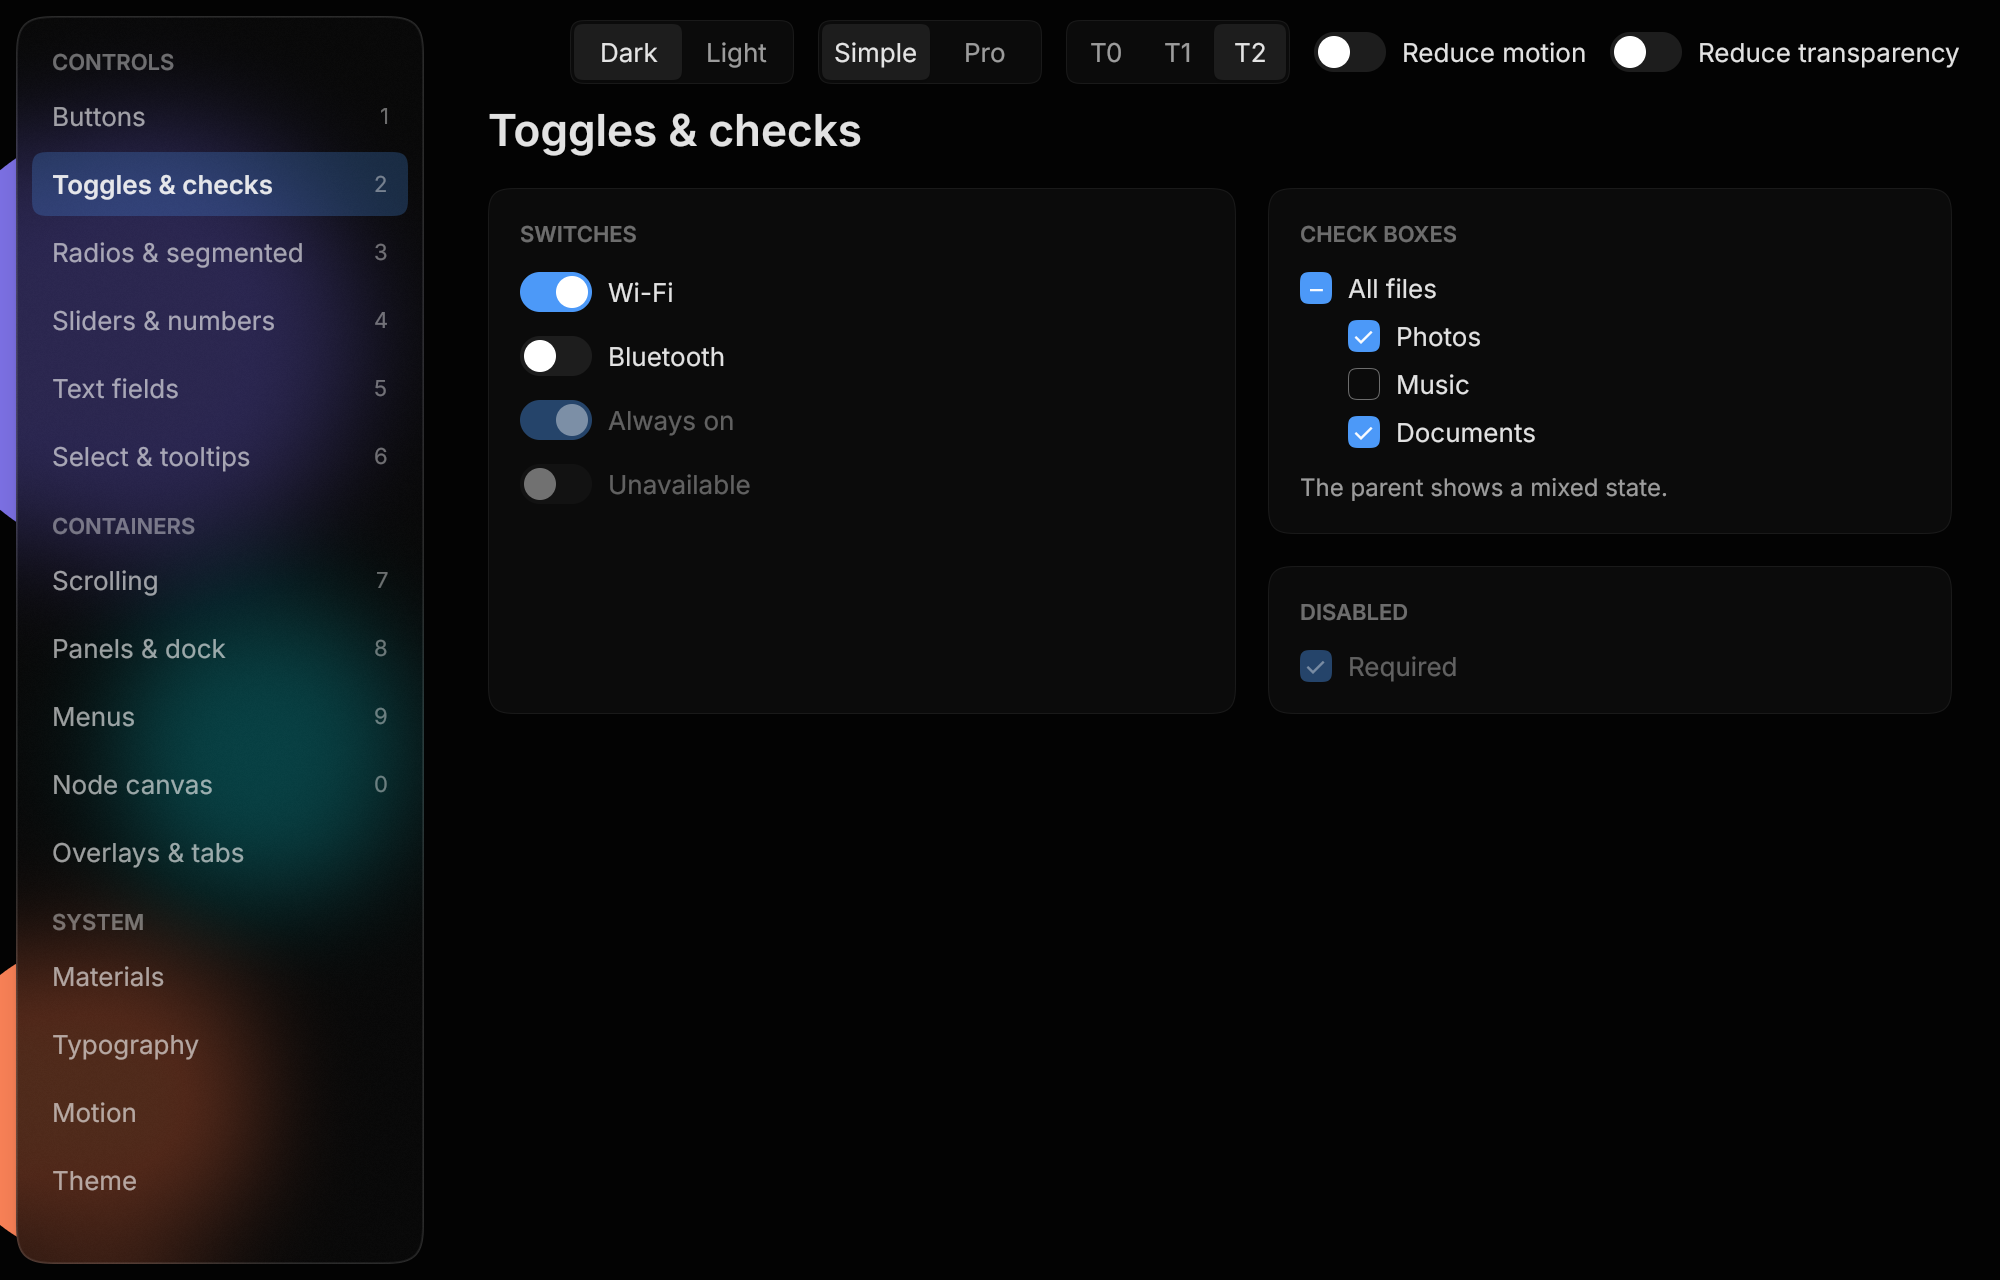 CONTROLS
Buttons 1
Toggles & checks 2
Radios & segmented 3
Sliders & numbers 4
Text fields 5
Select & tooltips 6
CONTAINERS
Scrolling 7
Panels & dock 8
Menus 9
Node canvas 0
Overlays & tabs
SYSTEM
Materials
Typography
Motion
Theme
Dark Light Simple Pro T0 T1 T2 Reduce motion Reduce transparency
Toggles & checks
SWITCHES
Wi-Fi
Bluetooth
Always on
Unavailable
CHECK BOXES
All files
Photos
Music
Documents
The parent shows a mixed state.
DISABLED
Required